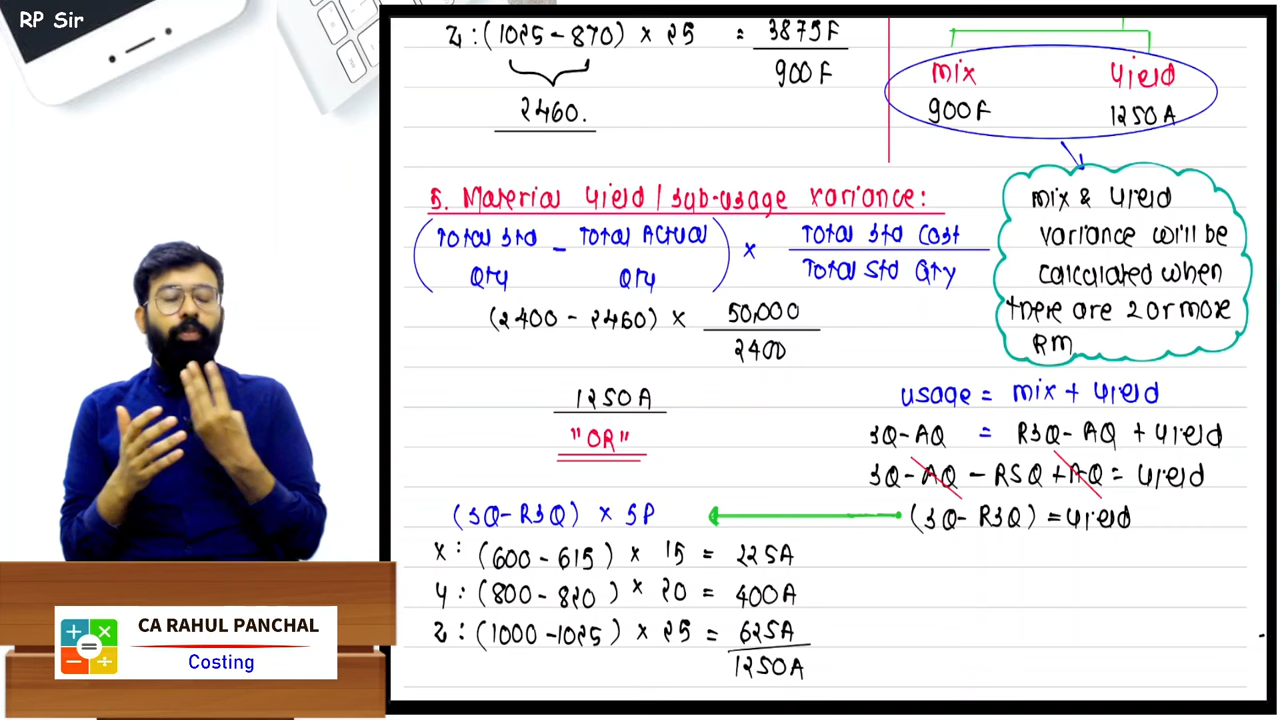 RP Sir
Z : (1025 - 870) × 25 = 3875F
900F
2460.
Mix Yield
900F 1250A
5. Material Yield / Sub-usage variance:
(Total Std Qty - Total Actual Qty) × Total Std Cost / Total Std Qty
(2400 - 2460) × 50,000 / 2400
1250A
"OR"
(SQ - RSQ) × SP
X : (600 - 615) × 15 = 225A
Y : (800 - 820) × 20 = 400A
Z : (1000 - 1025) × 25 = 625A
1250A
Mix & Yield
variance will be
calculated when
there are 2 or more
RM
Usage = Mix + Yield
SQ - AQ = RSQ - AQ + Yield
SQ - AQ - RSQ + AQ = Yield
(SQ - RSQ) = Yield
CA RAHUL PANCHAL
Costing